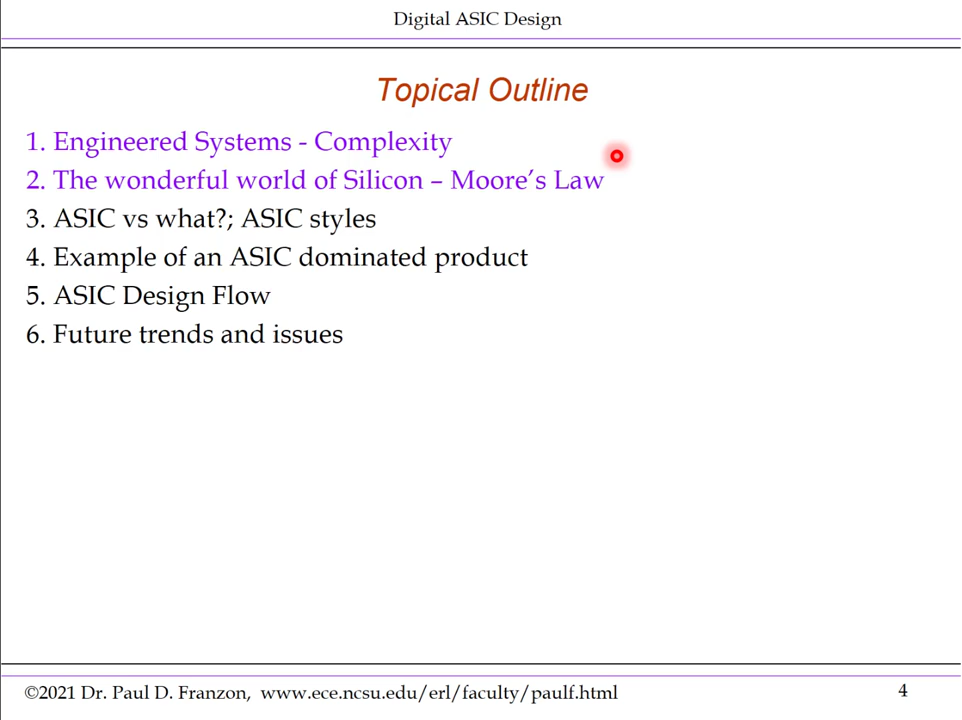 Digital ASIC Design
Topical Outline
1. Engineered Systems - Complexity
2. The wonderful world of Silicon – Moore’s Law
3. ASIC vs what?; ASIC styles
4. Example of an ASIC dominated product
5. ASIC Design Flow
6. Future trends and issues
©2021 Dr. Paul D. Franzon, www.ece.ncsu.edu/erl/faculty/paulf.html
4